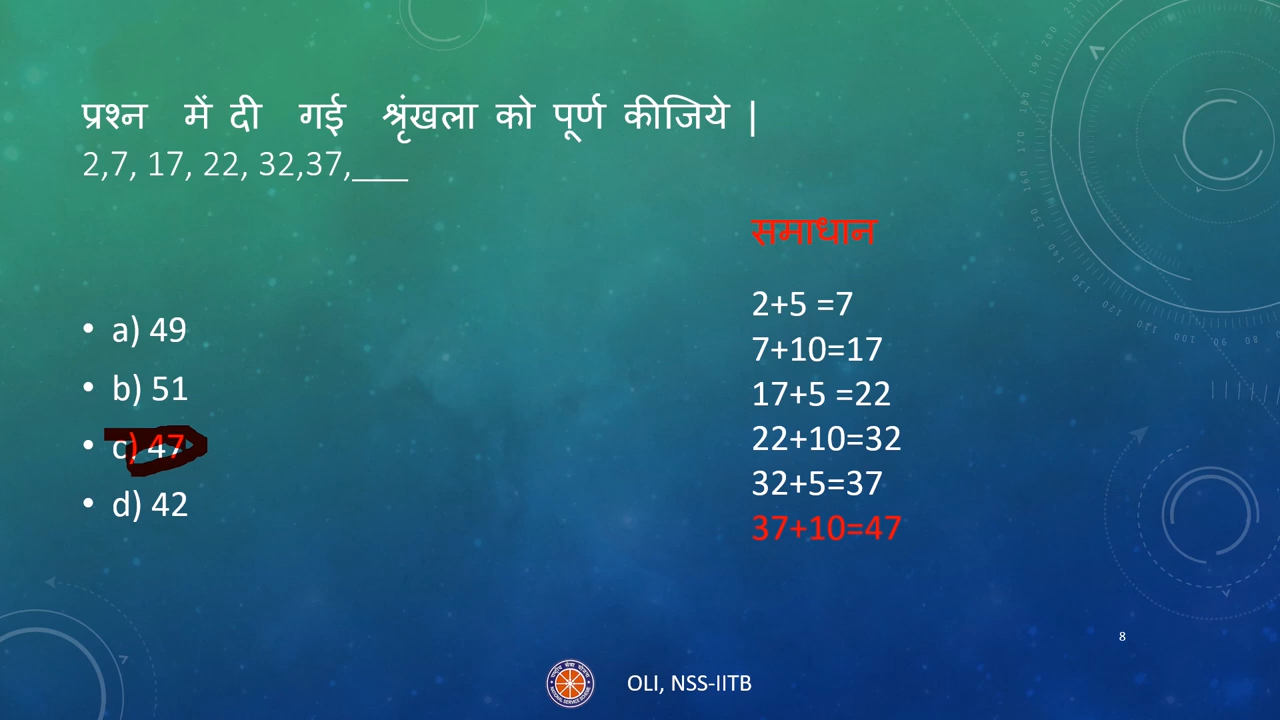 प्रश्न में दी गई श्रृंखला को पूर्ण कीजिये |
2,7, 17, 22, 32,37,___
• a) 49
• b) 51
• c) 47
• d) 42
समाधान
2+5 =7
7+10=17
17+5 =22
22+10=32
32+5=37
37+10=47
8
OLI, NSS-IITB